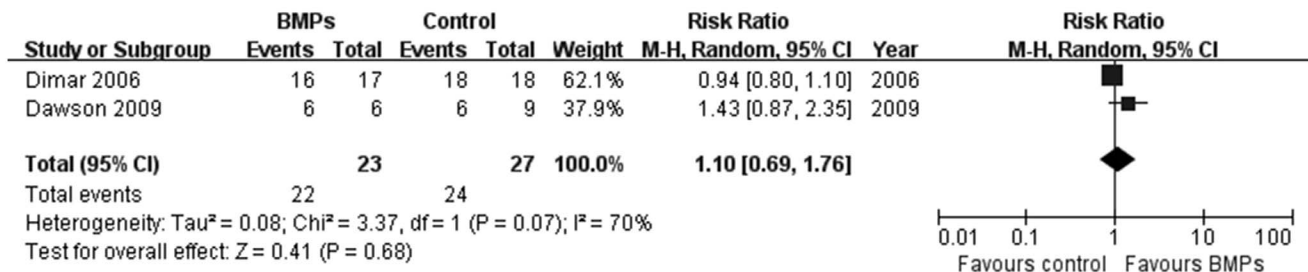 BMPs Control Risk Ratio Risk Ratio
Study or Subgroup Events Total Events Total Weight M-H, Random, 95% CI Year M-H, Random, 95% CI
Dimar 2006 16 17 18 18 62.1% 0.94 [0.80, 1.10] 2006
Dawson 2009 6 6 6 9 37.9% 1.43 [0.87, 2.35] 2009
Total (95% CI) 23 27 100.0% 1.10 [0.69, 1.76]
Total events 22 24
Heterogeneity: Tau² = 0.08; Chi² = 3.37, df = 1 (P = 0.07); I² = 70%
Test for overall effect: Z = 0.41 (P = 0.68)
0.01 0.1 1 10 100
Favours control Favours BMPs